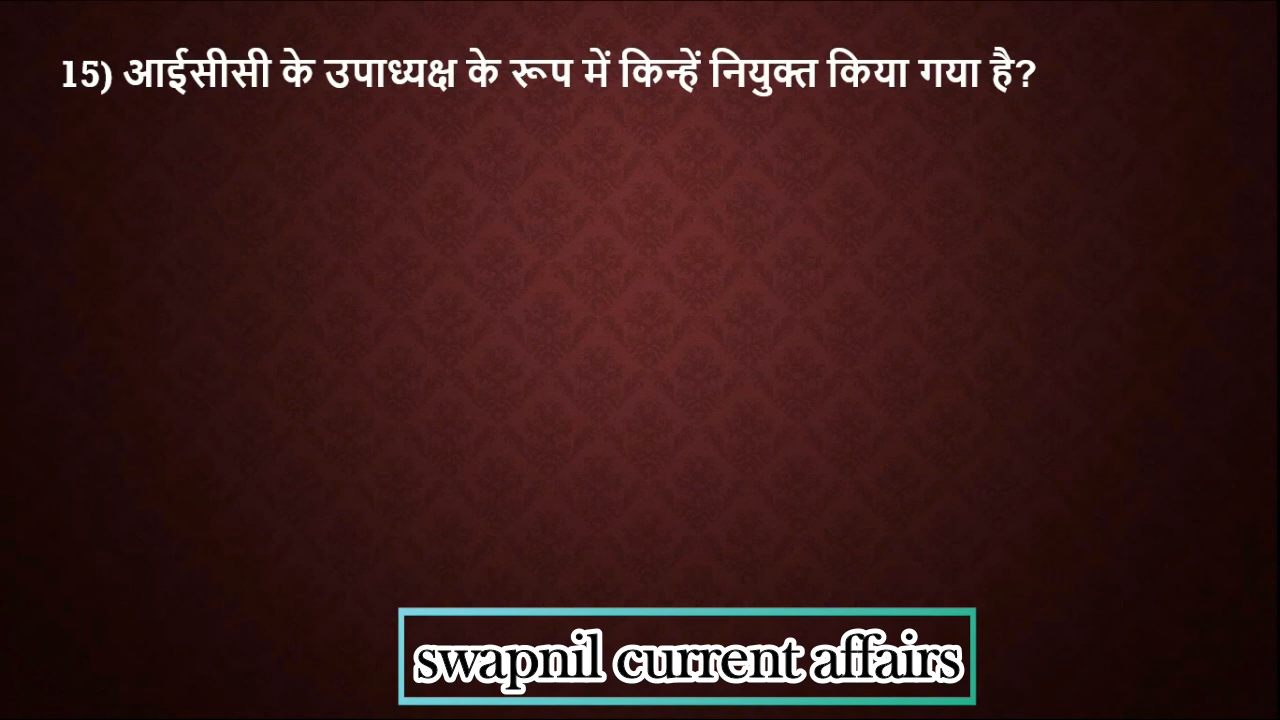 15) आईसीसी के उपाध्यक्ष के रूप में किन्हें नियुक्त किया गया है?
swapnil current affairs